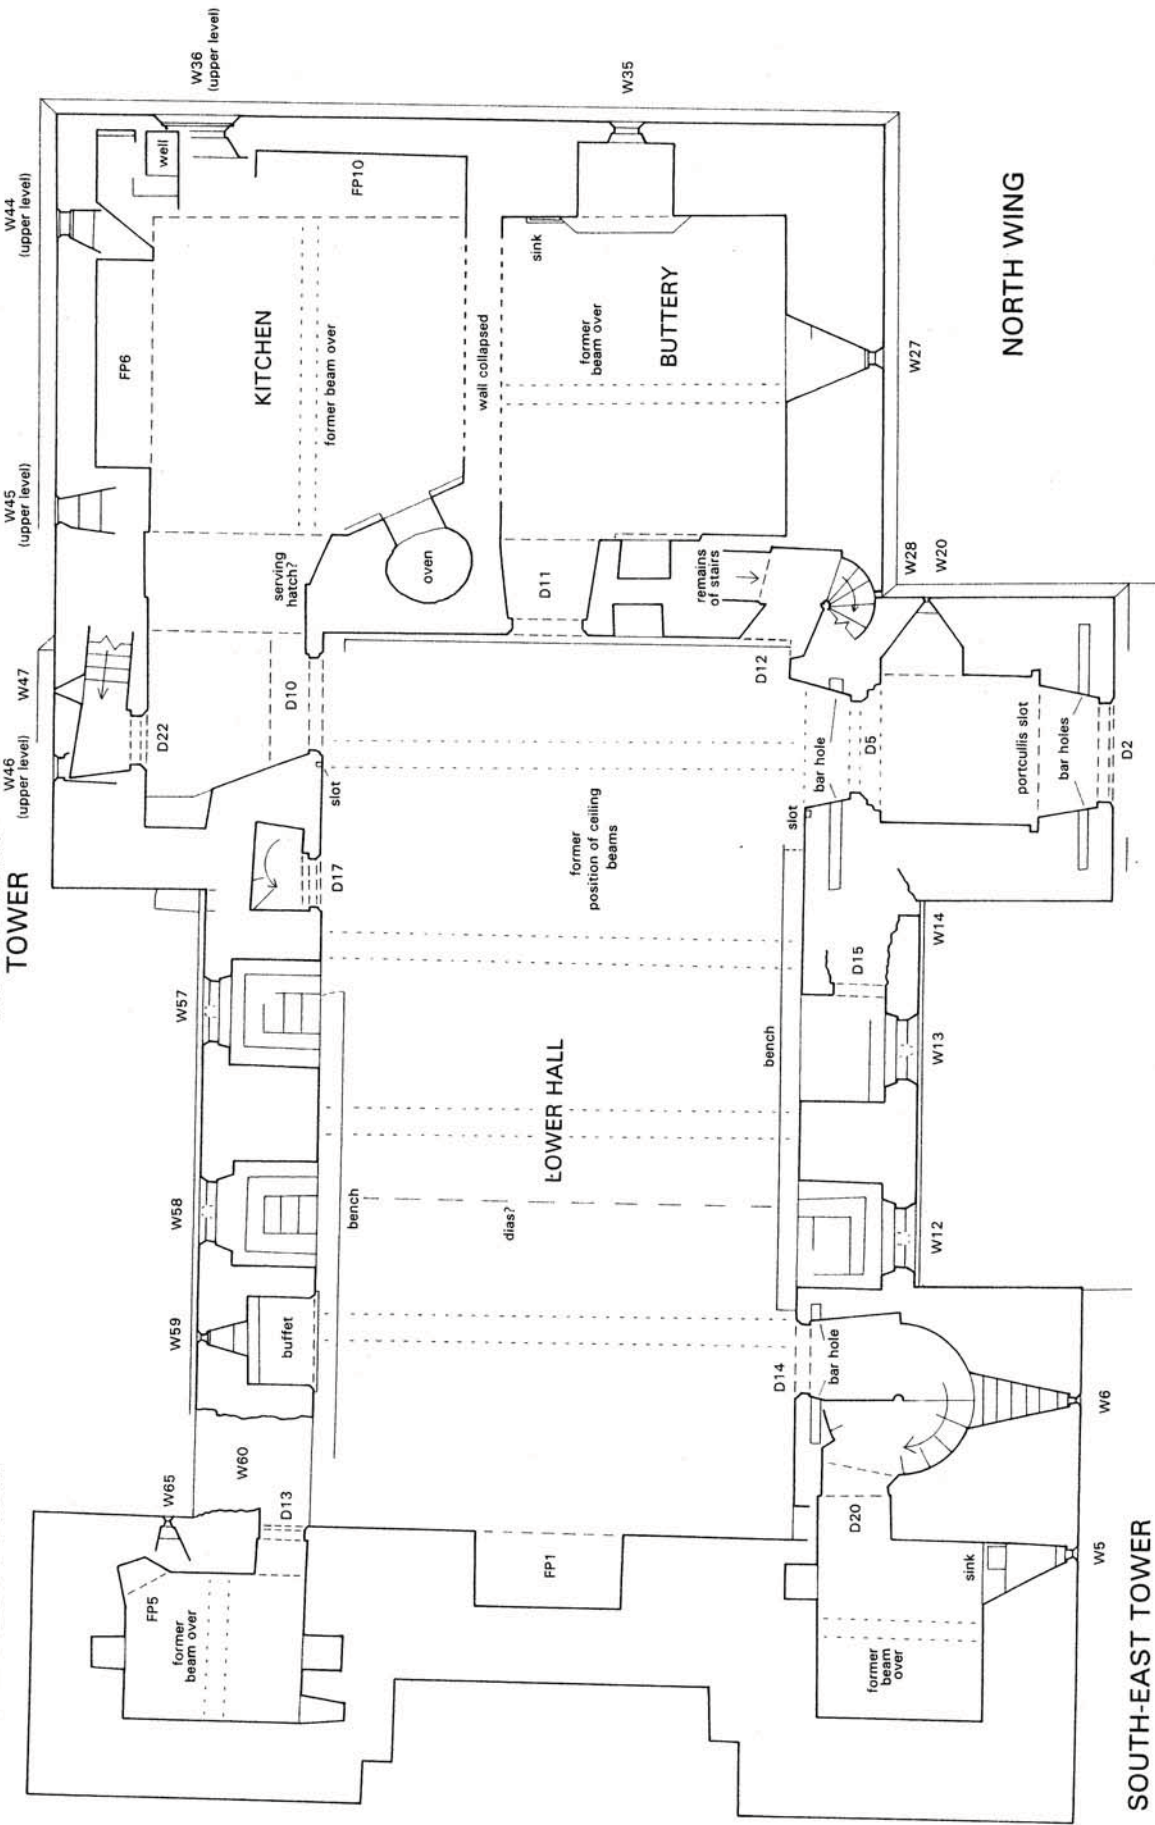 TOWER
W46
(upper level)
W47
W45
(upper level)
W44
(upper level)
W36
(upper level)
W35
well
FP10
FP6
KITCHEN
former beam over
serving
hatch?
oven
wall collapsed
sink
former
beam over
BUTTERY
W27
NORTH WING
D22
D10
D11
remains
of stairs
W28
W20
D12
slot
D17
bar hole
D5
portcullis slot
bar holes
D2
slot
former
position of ceiling
beams
W57
W58
W59
buffet
bench
LOWER HALL
dias?
bench
D15
W14
W13
W12
W60
D13
W65
FP5
former
beam over
FP1
D14
bar hole
D20
W6
W5
sink
former
beam
over
SOUTH-EAST TOWER